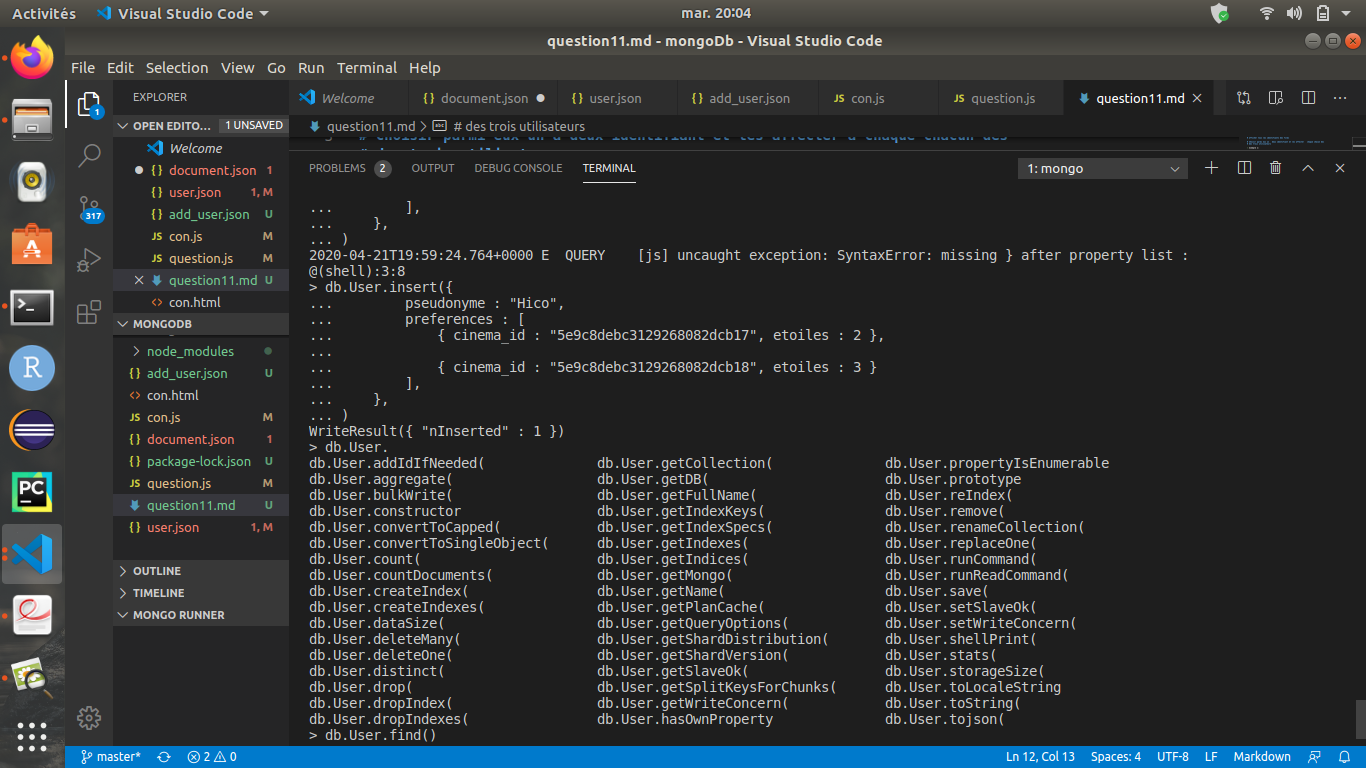 Activités
Visual Studio Code
mar. 20:04
question11.md - mongoDb - Visual Studio Code
File Edit Selection View Go Run Terminal Help
EXPLORER
OPEN EDITO... 1 UNSAVED
Welcome
{} document.json 1
{} user.json 1, M
{} add_user.json U
JS con.js M
JS question.js M
question11.md U
<> con.html
MONGODB
node_modules
{} add_user.json U
<> con.html
JS con.js M
{} document.json 1
{} package-lock.json U
JS question.js M
question11.md U
{} user.json 1, M
OUTLINE
TIMELINE
MONGO RUNNER
1
317
R
PC
Welcome {} document.json {} user.json {} add_user.json JS con.js JS question.js question11.md
question11.md > abc # des trois utilisateurs
# choisir parmi eux un a deux identifiant et les affecter a chaque chacun des
PROBLEMS 2 OUTPUT DEBUG CONSOLE TERMINAL
1: mongo
... ],
... },
... )
2020-04-21T19:59:24.764+0000 E QUERY [js] uncaught exception: SyntaxError: missing } after property list :
@(shell):3:8
> db.User.insert({
... pseudonyme : "Hico",
... preferences : [
... { cinema_id : "5e9c8debc3129268082dcb17", etoiles : 2 },
...
... { cinema_id : "5e9c8debc3129268082dcb18", etoiles : 3 }
... ],
... },
... )
WriteResult({ "nInserted" : 1 })
> db.User.
db.User.addIdIfNeeded( db.User.getCollection( db.User.propertyIsEnumerable
db.User.aggregate( db.User.getDB( db.User.prototype
db.User.bulkWrite( db.User.getFullName( db.User.reIndex(
db.User.constructor db.User.getIndexKeys( db.User.remove(
db.User.convertToCapped( db.User.getIndexSpecs( db.User.renameCollection(
db.User.convertToSingleObject( db.User.getIndexes( db.User.replaceOne(
db.User.count( db.User.getIndices( db.User.runCommand(
db.User.countDocuments( db.User.getMongo( db.User.runReadCommand(
db.User.createIndex( db.User.getName( db.User.save(
db.User.createIndexes( db.User.getPlanCache( db.User.setSlaveOk(
db.User.dataSize( db.User.getQueryOptions( db.User.setWriteConcern(
db.User.deleteMany( db.User.getShardDistribution( db.User.shellPrint(
db.User.deleteOne( db.User.getShardVersion( db.User.stats(
db.User.distinct( db.User.getSlaveOk( db.User.storageSize(
db.User.drop( db.User.getSplitKeysForChunks( db.User.toLocaleString
db.User.dropIndex( db.User.getWriteConcern( db.User.toString(
db.User.dropIndexes( db.User.hasOwnProperty db.User.tojson(
> db.User.find()
master* 2 0
Ln 12, Col 13 Spaces: 4 UTF-8 LF Markdown